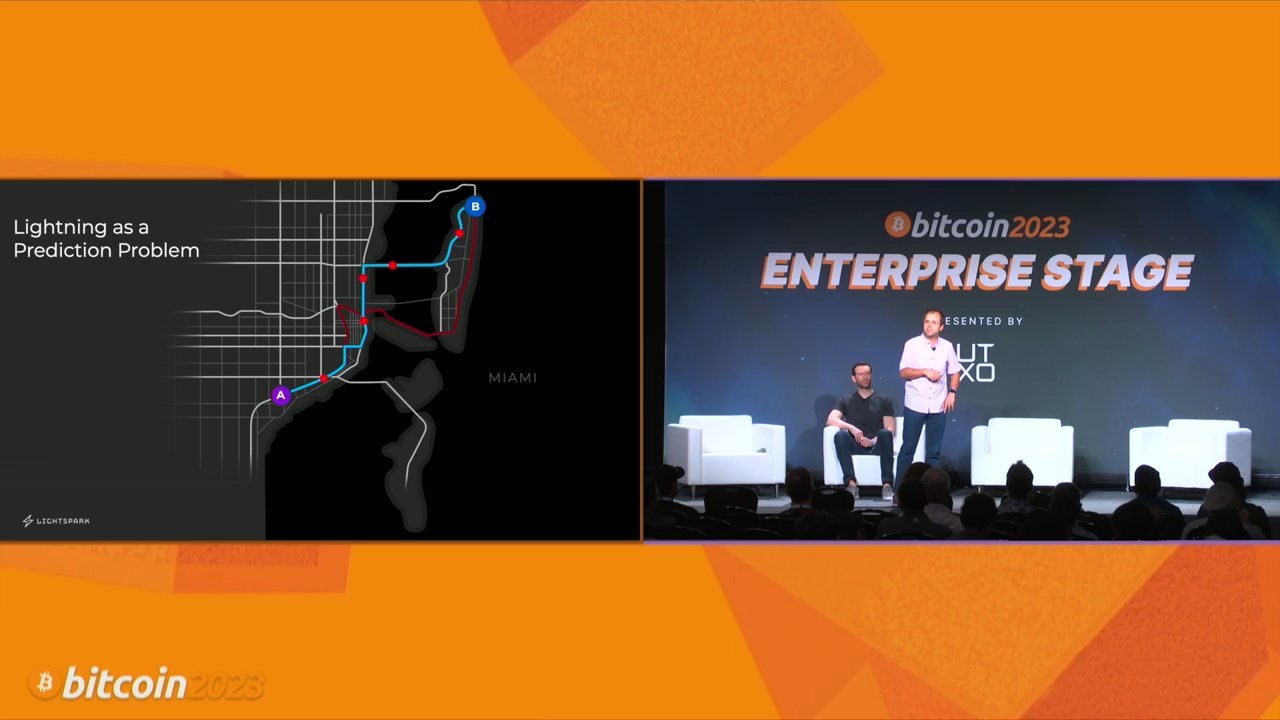 Lightning as a
Prediction Problem
B
A
MIAMI
LIGHTSPARK
bitcoin2023
ENTERPRISE STAGE
ESENTED BY
UT
XO
bitcoin2023